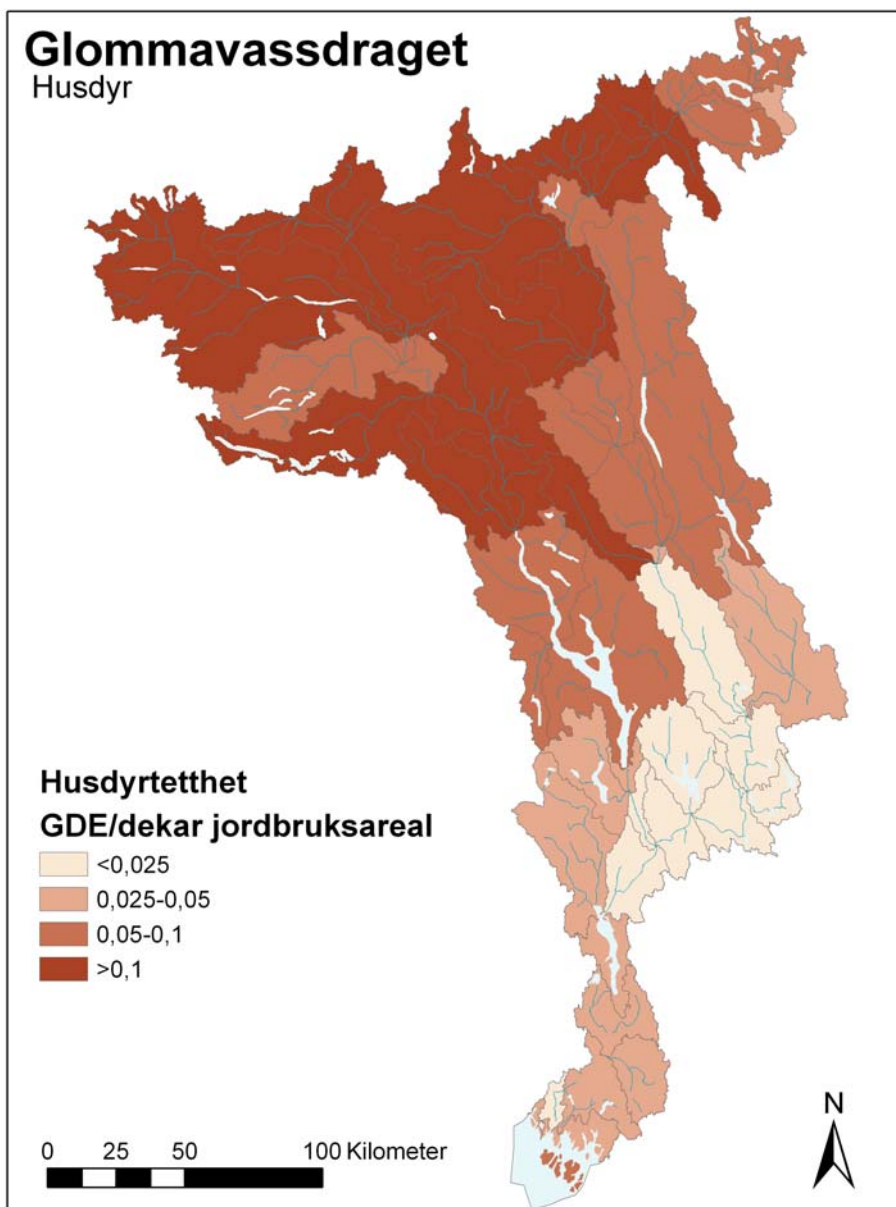 Glommavassdraget
Husdyr
Husdyrtetthet
GDE/dekar jordbruksareal
<0,025
0,025-0,05
0,05-0,1
>0,1
0 25 50 100 Kilometer
N